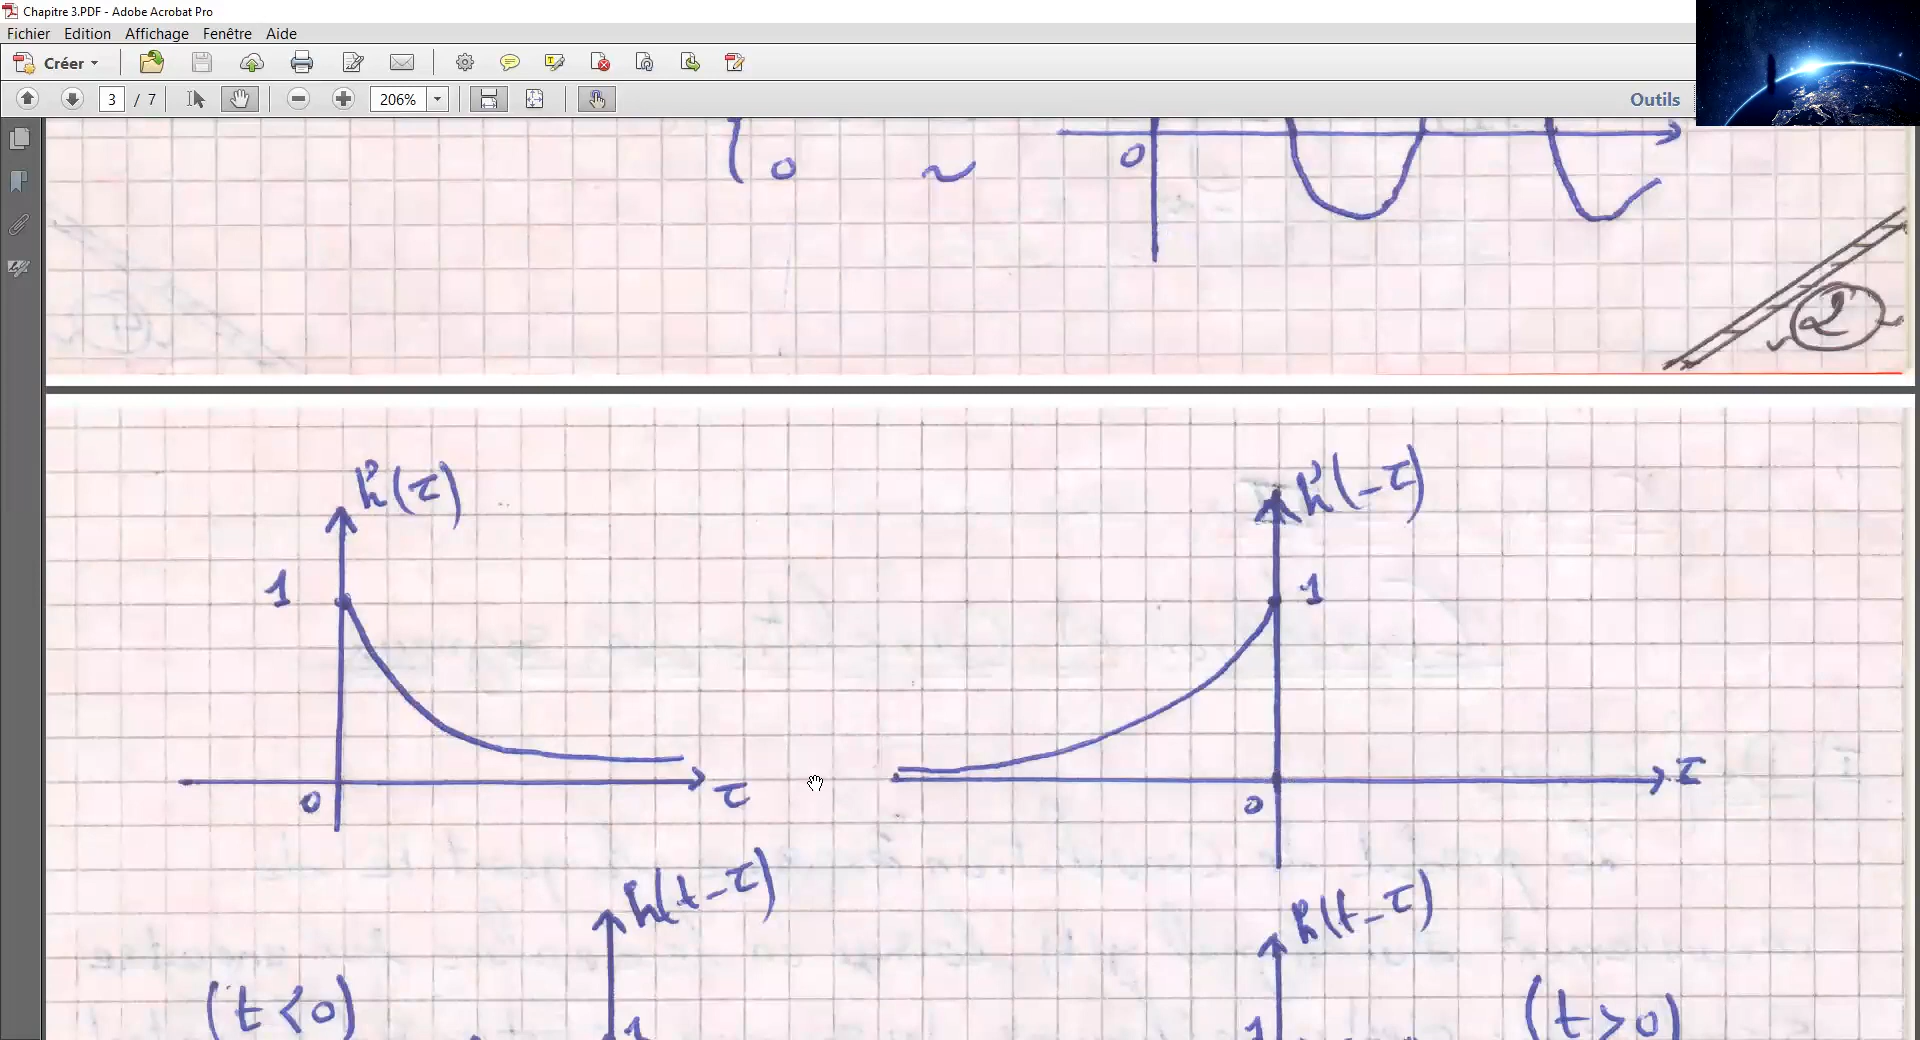 Chapitre 3.PDF - Adobe Acrobat Pro
Fichier Edition Affichage Fenêtre Aide
Créer
3 / 7 206% Outils
0 ~ 0
2
h(τ) h(-τ)
1 1
0 τ 0 τ
h(t-τ) h(t-τ)
(t<0) 1 1 (t>0)